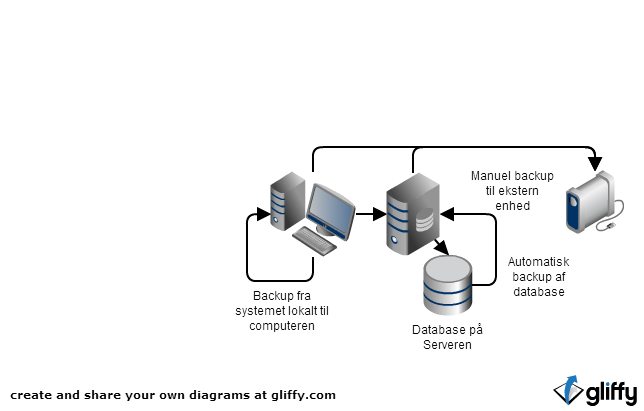 Manuel backup
til ekstern
enhed
Automatisk
backup af
database
Backup fra
systemet lokalt til
computeren
Database på
Serveren
create and share your own diagrams at gliffy.com
gliffy